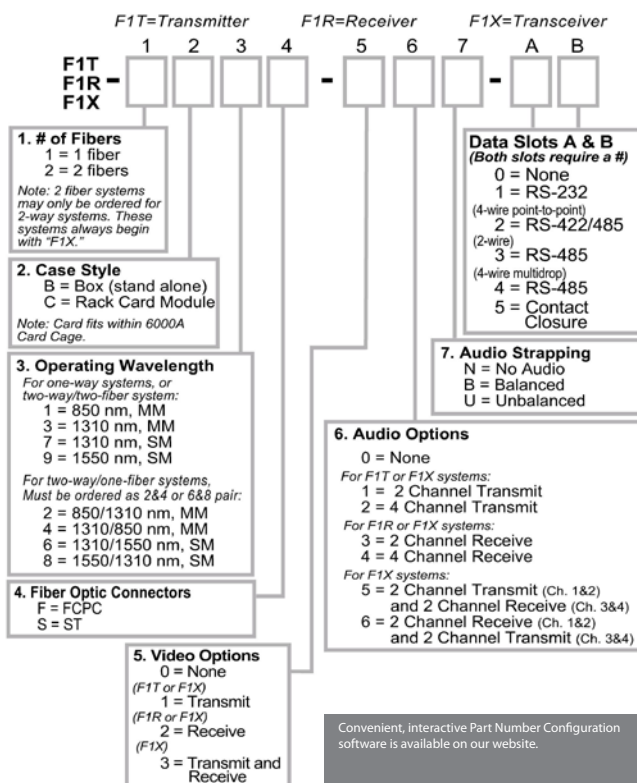 F1T=Transmitter F1R=Receiver F1X=Transceiver
1 2 3 4 5 6 7 A B
F1T
F1R - - -
F1X
1. # of Fibers
1 = 1 fiber
2 = 2 fibers
Note: 2 fiber systems
may only be ordered for
2-way systems. These
systems always begin
with "F1X."
2. Case Style
B = Box (stand alone)
C = Rack Card Module
Note: Card fits within 6000A
Card Cage.
3. Operating Wavelength
For one-way systems, or
two-way/two-fiber system:
1 = 850 nm, MM
3 = 1310 nm, MM
7 = 1310 nm, SM
9 = 1550 nm, SM
For two-way/one-fiber systems,
Must be ordered as 2&4 or 6&8 pair:
2 = 850/1310 nm, MM
4 = 1310/850 nm, MM
6 = 1310/1550 nm, SM
8 = 1550/1310 nm, SM
4. Fiber Optic Connectors
F = FCPC
S = ST
5. Video Options
0 = None
(F1T or F1X)
1 = Transmit
(F1R or F1X)
2 = Receive
(F1X)
3 = Transmit and
Receive
Data Slots A & B
(Both slots require a #)
0 = None
1 = RS-232
(4-wire point-to-point)
2 = RS-422/485
(2-wire)
3 = RS-485
(4-wire multidrop)
4 = RS-485
5 = Contact
Closure
7. Audio Strapping
N = No Audio
B = Balanced
U = Unbalanced
6. Audio Options
0 = None
For F1T or F1X systems:
1 = 2 Channel Transmit
2 = 4 Channel Transmit
For F1R or F1X systems:
3 = 2 Channel Receive
4 = 4 Channel Receive
For F1X systems:
5 = 2 Channel Transmit (Ch. 1&2)
and 2 Channel Receive (Ch. 3&4)
6 = 2 Channel Receive (Ch. 1&2)
and 2 Channel Transmit (Ch. 3&4)
Convenient, interactive Part Number Configuration
software is available on our website.